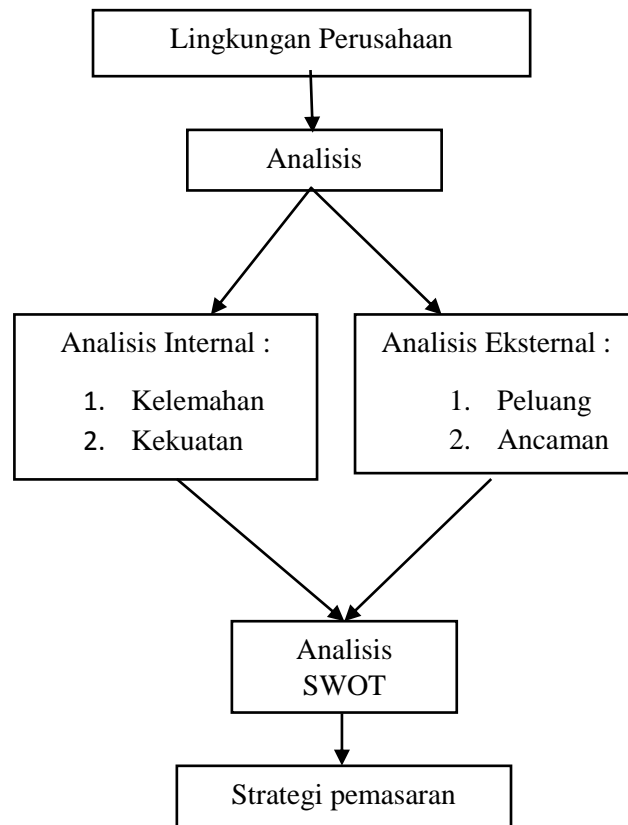 Lingkungan Perusahaan
Analisis
Analisis Internal :
1. Kelemahan
2. Kekuatan
Analisis Eksternal :
1. Peluang
2. Ancaman
Analisis
SWOT
Strategi pemasaran